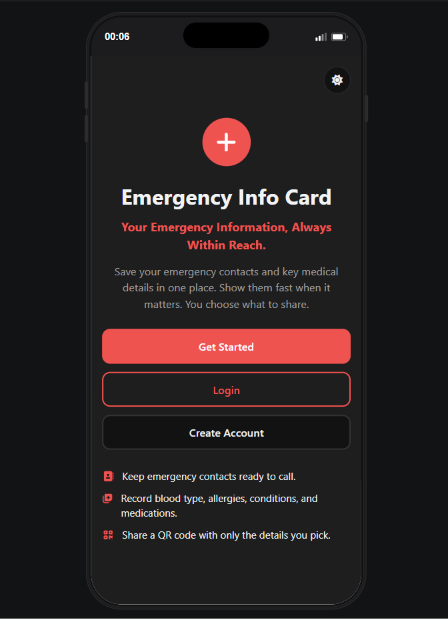 00:06
Emergency Info Card
Your Emergency Information, Always
Within Reach.
Save your emergency contacts and key medical
details in one place. Show them fast when it
matters. You choose what to share.
Get Started
Login
Create Account
Keep emergency contacts ready to call.
Record blood type, allergies, conditions, and
medications.
Share a QR code with only the details you pick.